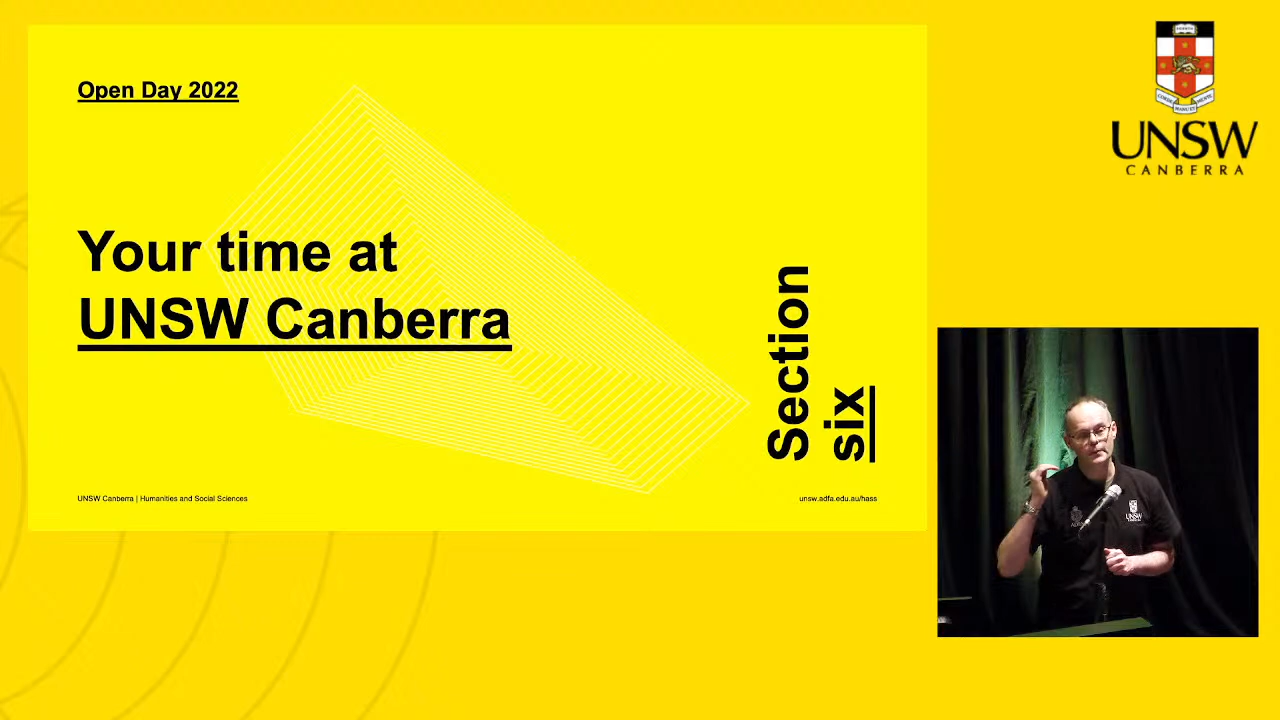 Open Day 2022
Your time at
UNSW Canberra
Section
six
UNSW Canberra | Humanities and Social Sciences
unsw.adfa.edu.au/hass
UNSW
CANBERRA
UNSW